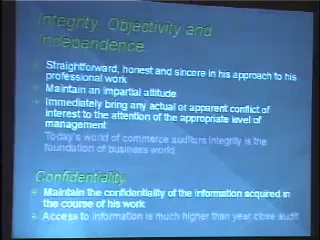 Integrity, Objectivity and
Independence
Straightforward, honest and sincere in his approach to his
professional work
Maintain an impartial attitude
Immediately bring any actual or apparent conflict of
interest to the attention of the appropriate level of
management
Today's world of commerce auditors integrity is the
foundation of business world
Confidentiality
Maintain the confidentiality of the information acquired in
the course of his work
Access to information is much higher than year close audit